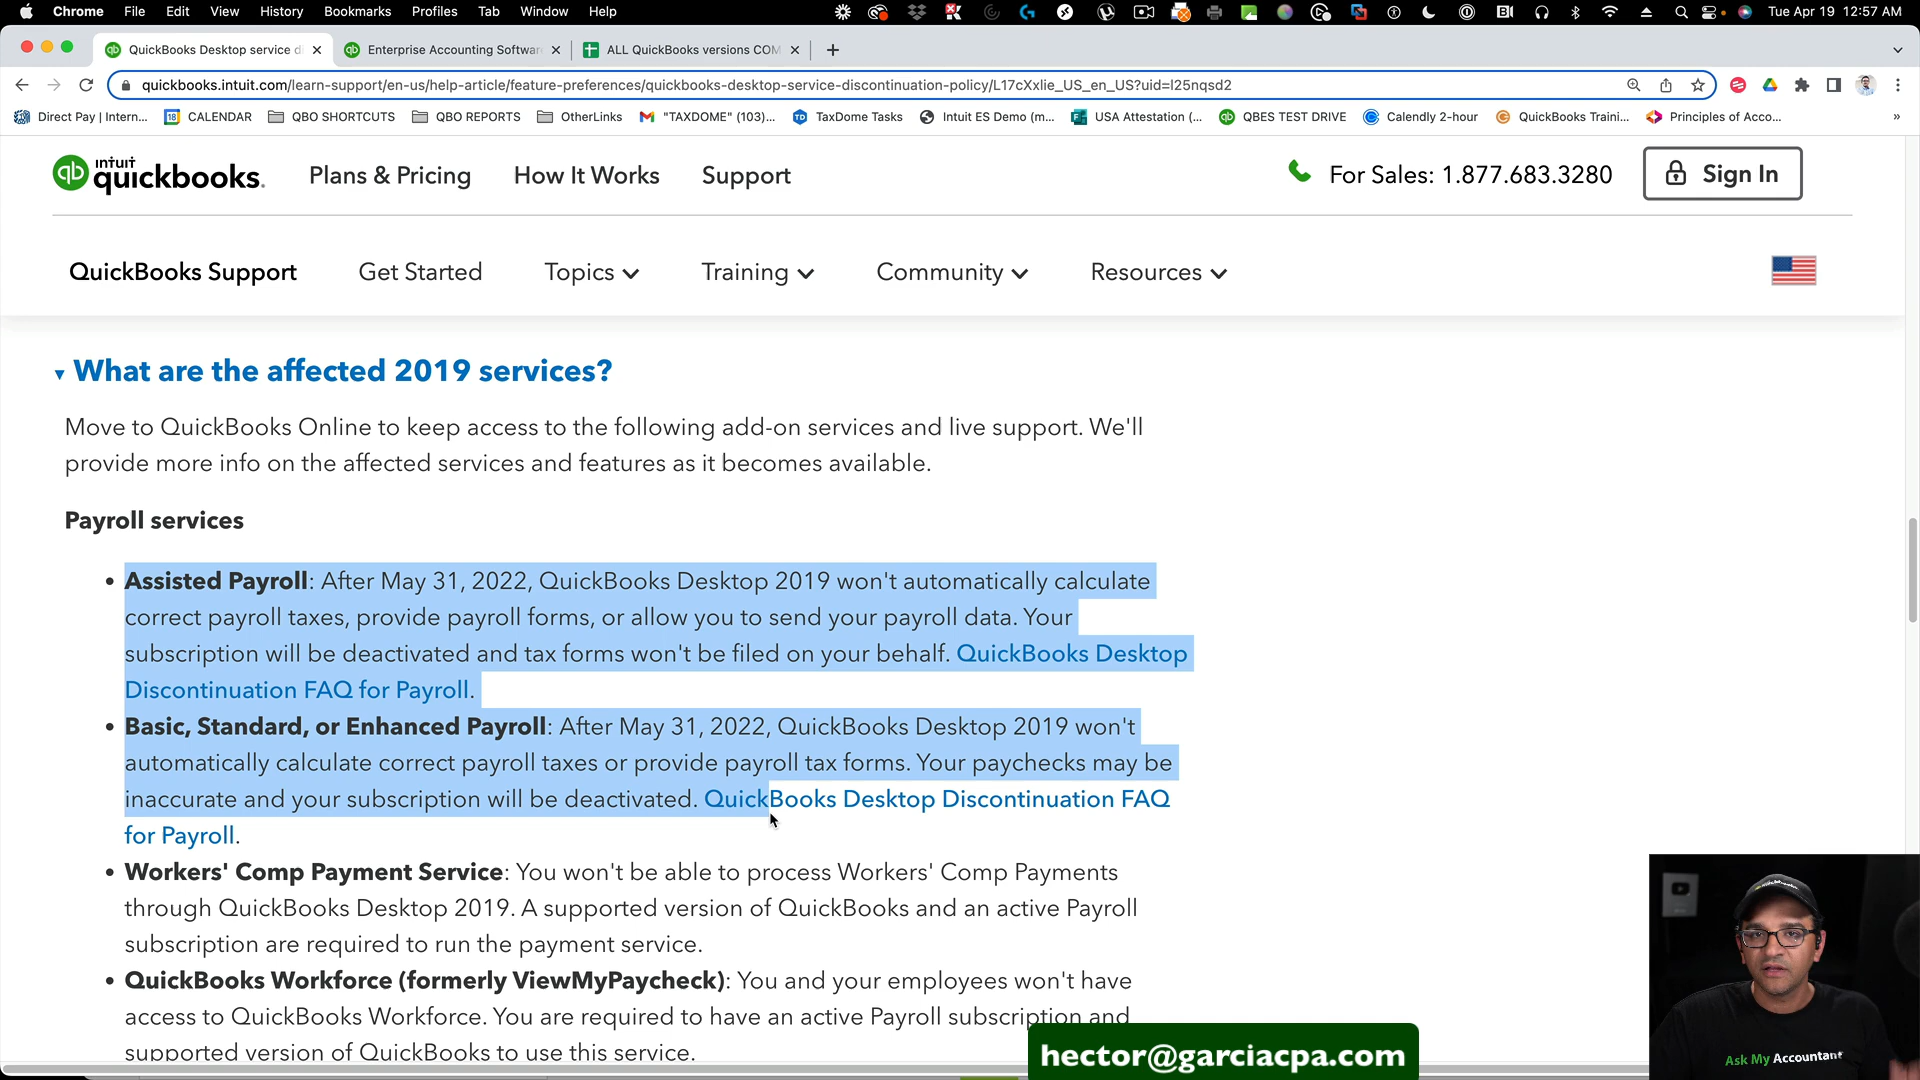 Chrome File Edit View History Bookmarks Profiles Tab Window Help Tue Apr 19 12:57 AM
QuickBooks Desktop service d Enterprise Accounting Software ALL QuickBooks versions COM
quickbooks.intuit.com/learn-support/en-us/help-article/feature-preferences/quickbooks-desktop-service-discontinuation-policy/L17cXxlie_US_en_US?uid=l25nqsd2
Direct Pay | Intern... CALENDAR QBO SHORTCUTS QBO REPORTS OtherLinks "TAXDOME" (103)... TaxDome Tasks Intuit ES Demo (m... USA Attestation (... QBES TEST DRIVE Calendly 2-hour QuickBooks Traini... Principles of Acco... »
intuit quickbooks. Plans & Pricing How It Works Support For Sales: 1.877.683.3280 Sign In
QuickBooks Support Get Started Topics Training Community Resources
What are the affected 2019 services?
Move to QuickBooks Online to keep access to the following add-on services and live support. We'll
provide more info on the affected services and features as it becomes available.
Payroll services
• Assisted Payroll: After May 31, 2022, QuickBooks Desktop 2019 won't automatically calculate
correct payroll taxes, provide payroll forms, or allow you to send your payroll data. Your
subscription will be deactivated and tax forms won't be filed on your behalf. QuickBooks Desktop
Discontinuation FAQ for Payroll.
• Basic, Standard, or Enhanced Payroll: After May 31, 2022, QuickBooks Desktop 2019 won't
automatically calculate correct payroll taxes or provide payroll tax forms. Your paychecks may be
inaccurate and your subscription will be deactivated. QuickBooks Desktop Discontinuation FAQ
for Payroll.
• Workers' Comp Payment Service: You won't be able to process Workers' Comp Payments
through QuickBooks Desktop 2019. A supported version of QuickBooks and an active Payroll
subscription are required to run the payment service.
• QuickBooks Workforce (formerly ViewMyPaycheck): You and your employees won't have
access to QuickBooks Workforce. You are required to have an active Payroll subscription and
supported version of QuickBooks to use this service.
hector@garciacpa.com
Ask My Accountant